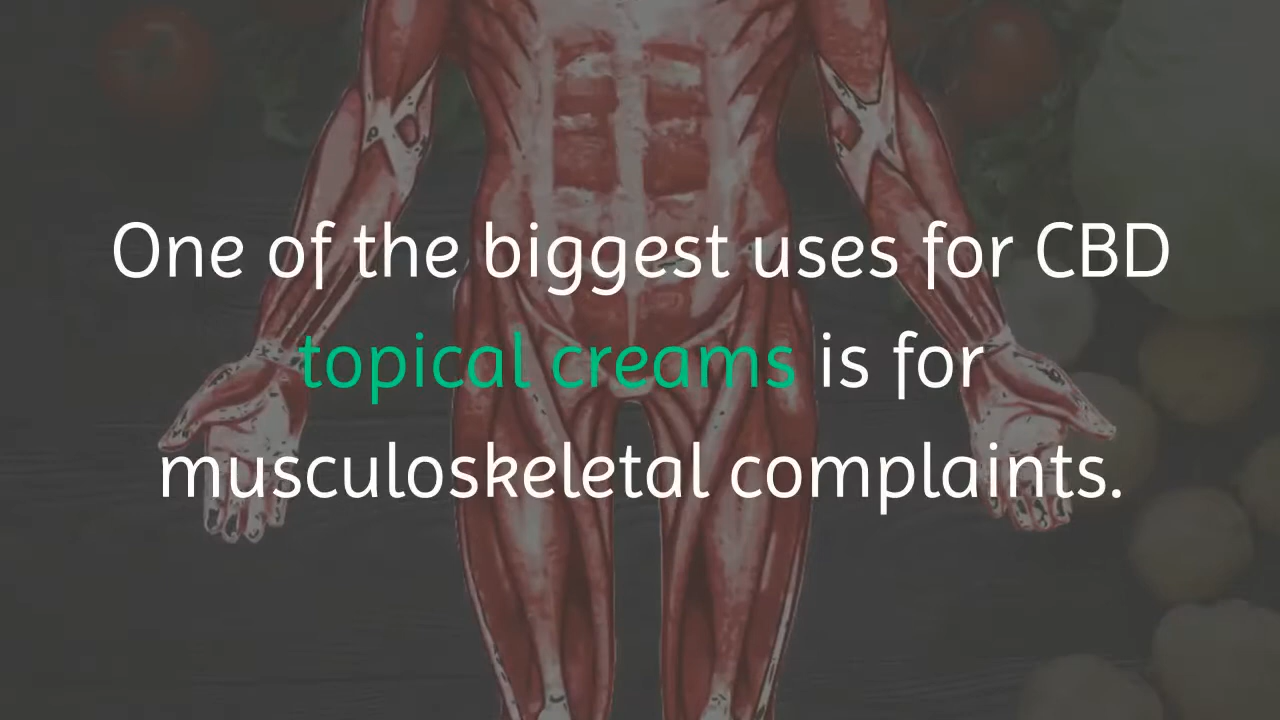 One of the biggest uses for CBD
topical creams is for
musculoskeletal complaints.